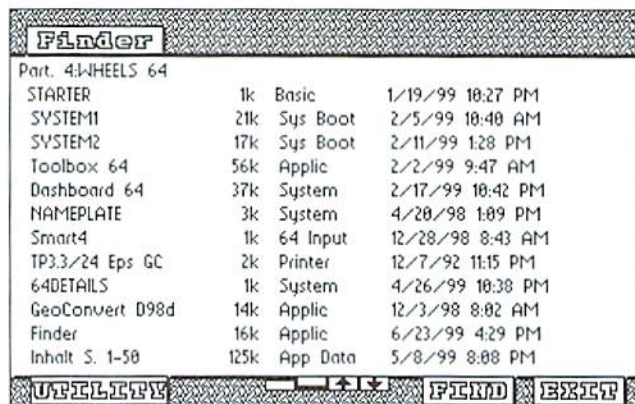 Finder
Part. 4:WHEELS 64
STARTER 1k Basic 1/19/99 10:27 PM
SYSTEM1 21k Sys Boot 2/5/99 10:40 AM
SYSTEM2 17k Sys Boot 2/11/99 1:28 PM
Toolbox 64 56k Applic 2/2/99 9:47 AM
Dashboard 64 37k System 2/17/99 10:42 PM
NAMEPLATE 3k System 4/20/98 1:09 PM
Smart4 1k 64 Input 12/28/98 8:43 AM
TP3.3/24 Eps GC 2k Printer 12/7/92 11:15 PM
64DETAILS 1k System 4/26/99 10:38 PM
GeoConvert D98d 14k Applic 12/3/98 8:02 AM
Finder 16k Applic 6/23/99 4:29 PM
Inhalt S. 1-50 125k App Data 5/8/99 8:08 PM
UTILITY FIND EXIT